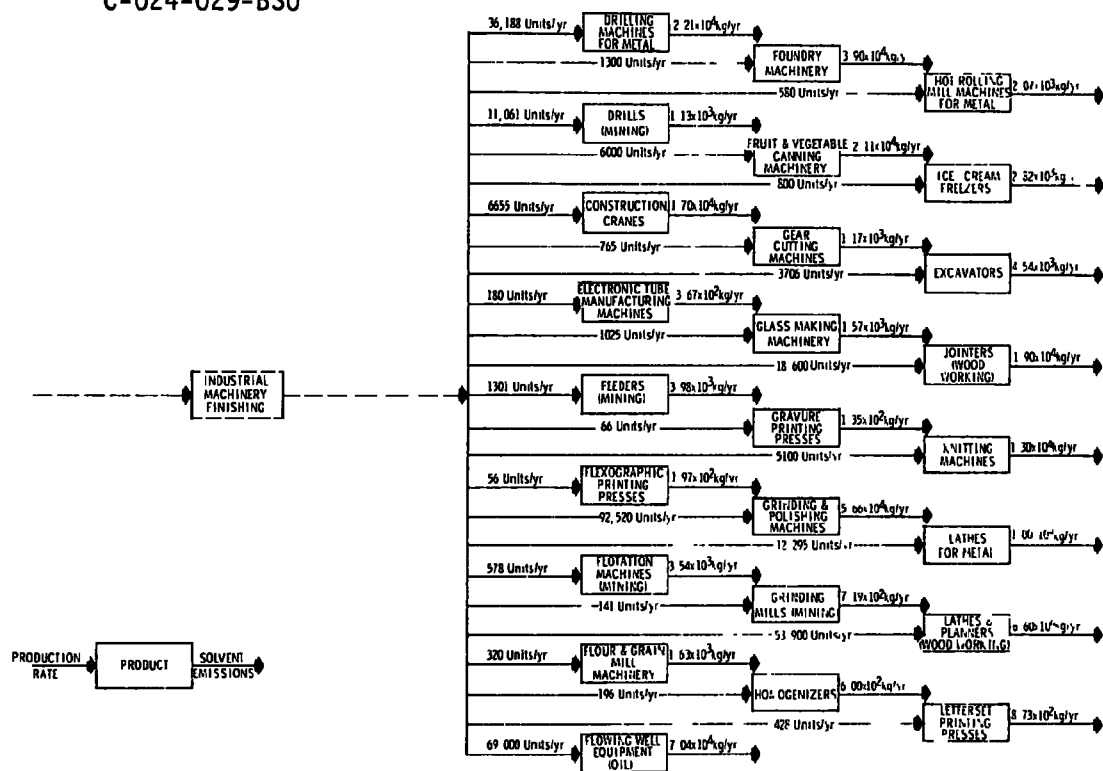 C-024-029-BSO
36,188 Units/yr
DRILLING
MACHINES
FOR METAL
2 21x10⁴kg/yr
1300 Units/yr
FOUNDRY
MACHINERY
3 90x10⁴
580 Units/yr
HOT ROLLING
MILL MACHINES
FOR METAL
2 07x10³kg/yr
11,061 Units/yr
DRILLS
(MINING)
1 13x10³kg/yr
6000 Units/yr
FRUIT & VEGETABLE
CANNING
MACHINERY
2 11x10⁴kg/yr
800 Units/yr
ICE CREAM
FREEZERS
6655 Units/yr
CONSTRUCTION
CRANES
1 70x10⁴kg/yr
765 Units/yr
GEAR
CUTTING
MACHINES
1 17x10³kg/yr
3706 Units/yr
EXCAVATORS
4 54x10³kg/yr
180 Units/yr
ELECTRONIC TUBE
MANUFACTURING
MACHINES
3 67x10²kg/yr
1025 Units/yr
GLASS MAKING
MACHINERY
1 57x10³kg/yr
18 600 Units/yr
JOINTERS
(WOOD
WORKING)
1 90x10⁴kg/yr
INDUSTRIAL
MACHINERY
FINISHING
1301 Units/yr
FEEDERS
(MINING)
3 98x10³kg/yr
66 Units/yr
GRAVURE
PRINTING
PRESSES
1 35x10²kg/yr
5100 Units/yr
KNITTING
MACHINES
1 30x10⁴kg/yr
56 Units/yr
FLEXOGRAPHIC
PRINTING
PRESSES
1 97x10²kg/yr
92,520 Units/yr
GRINDING &
POLISHING
MACHINES
5 66x10⁴kg/yr
12 295 Units/yr
LATHES
FOR METAL
578 Units/yr
FLOTATION
MACHINES
(MINING)
3 54x10³kg/yr
141 Units/yr
GRINDING
MILLS (MINING)
7 19x10²kg/yr
53 900 Units/yr
LATHES &
PLANNERS
(WOOD WORKING)
PRODUCTION
RATE
PRODUCT
SOLVENT
EMISSIONS
320 Units/yr
FLOUR & GRAIN
MILL
MACHINERY
1 63x10³kg/yr
196 Units/yr
HOMOGENIZERS
6 00x10²kg/yr
428 Units/yr
LETTERSET
PRINTING
PRESSES
8 73x10²kg/yr
69 000 Units/yr
FLOWING WELL
EQUIPMENT
(OIL)
7 04x10⁴kg/yr